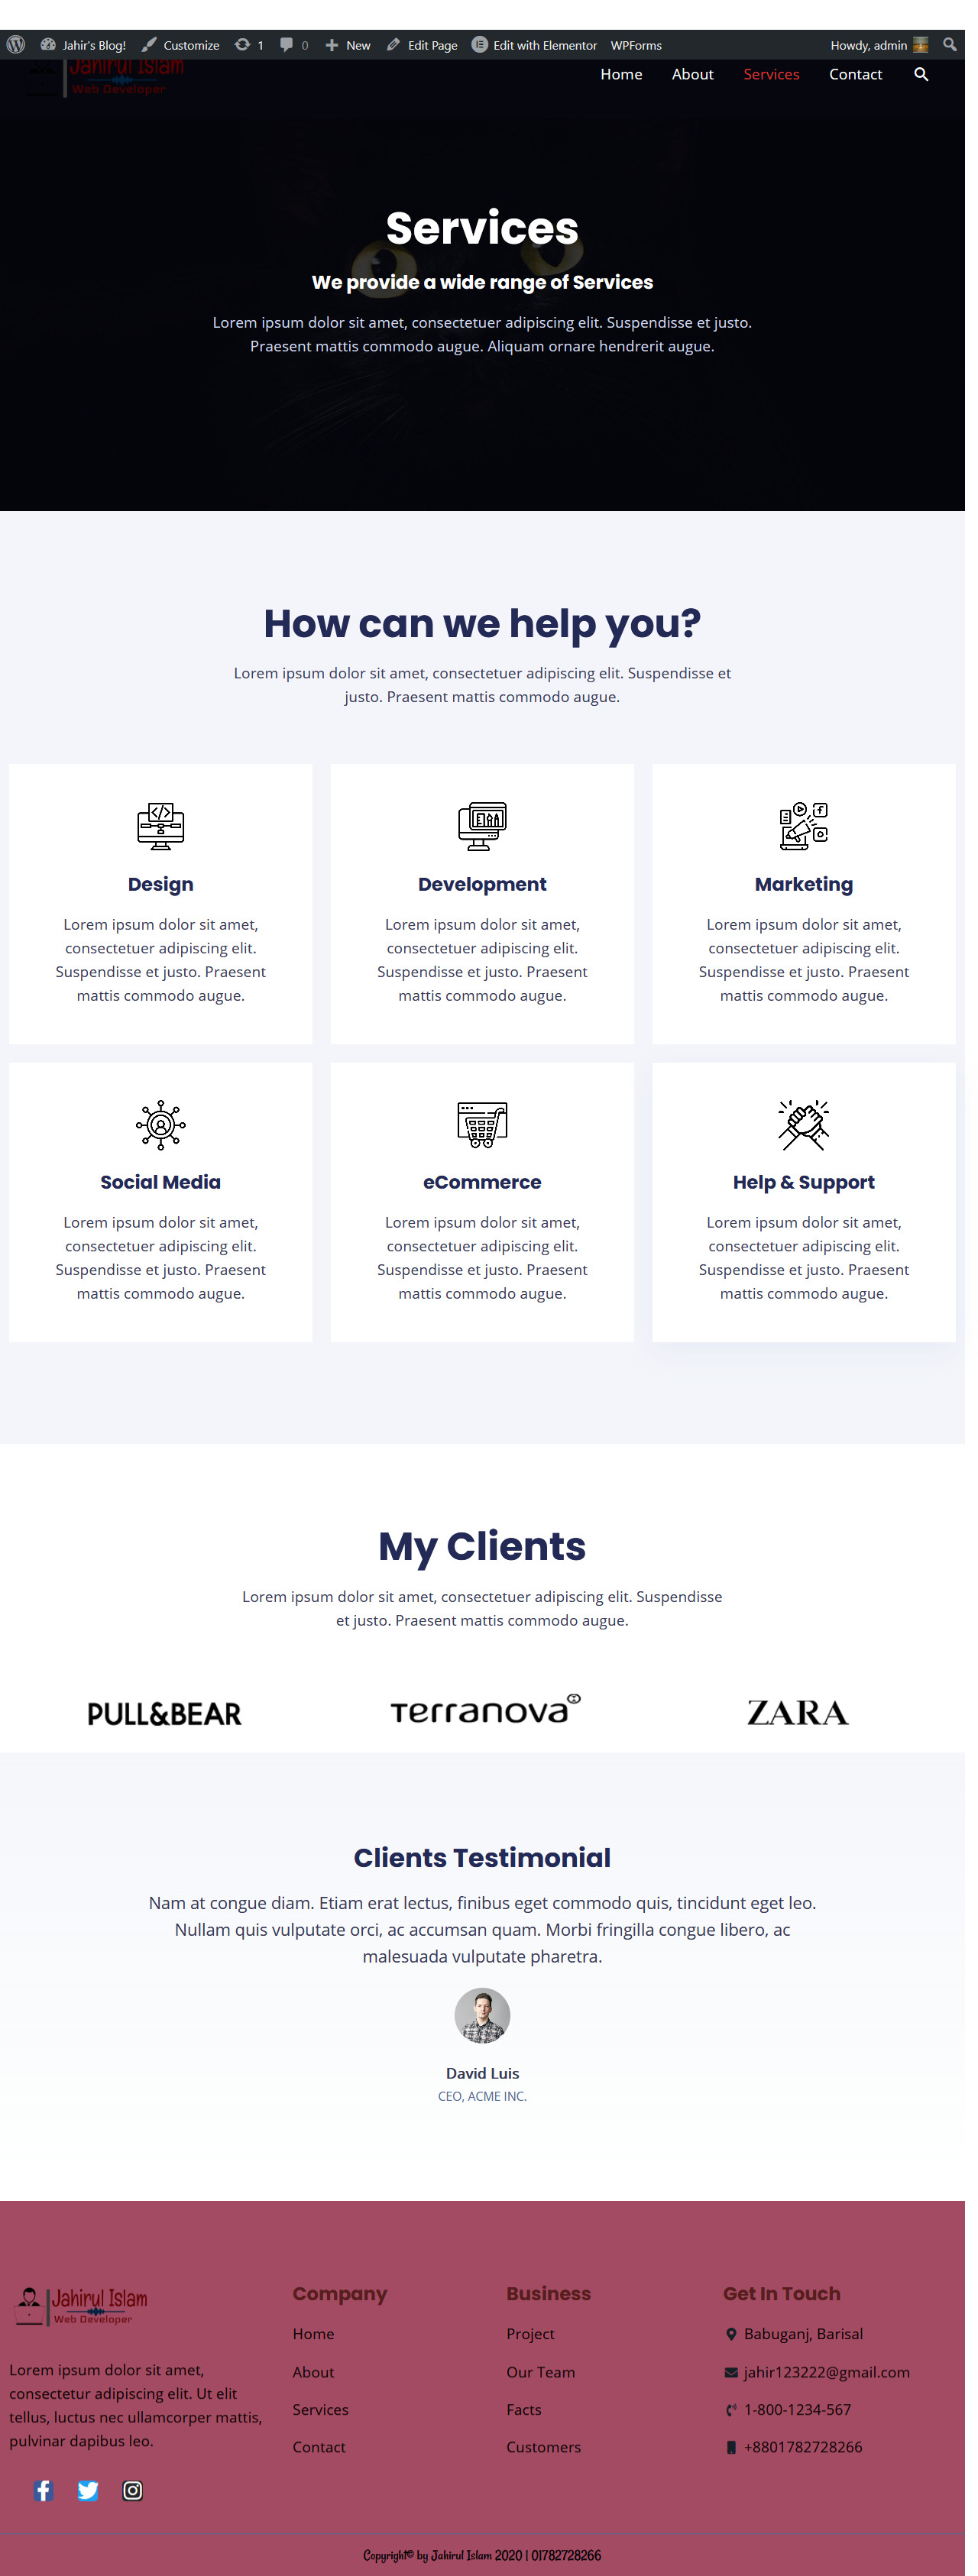 Jahir's Blog! Customize 1 0 New Edit Page Edit with Elementor WPForms Howdy, admin
Jahirul Islam
Web Developer
Home About Services Contact
Services
We provide a wide range of Services
Lorem ipsum dolor sit amet, consectetuer adipiscing elit. Suspendisse et justo.
Praesent mattis commodo augue. Aliquam ornare hendrerit augue.
How can we help you?
Lorem ipsum dolor sit amet, consectetuer adipiscing elit. Suspendisse et
justo. Praesent mattis commodo augue.
Design
Lorem ipsum dolor sit amet,
consectetuer adipiscing elit.
Suspendisse et justo. Praesent
mattis commodo augue.
Development
Lorem ipsum dolor sit amet,
consectetuer adipiscing elit.
Suspendisse et justo. Praesent
mattis commodo augue.
Marketing
Lorem ipsum dolor sit amet,
consectetuer adipiscing elit.
Suspendisse et justo. Praesent
mattis commodo augue.
Social Media
Lorem ipsum dolor sit amet,
consectetuer adipiscing elit.
Suspendisse et justo. Praesent
mattis commodo augue.
eCommerce
Lorem ipsum dolor sit amet,
consectetuer adipiscing elit.
Suspendisse et justo. Praesent
mattis commodo augue.
Help & Support
Lorem ipsum dolor sit amet,
consectetuer adipiscing elit.
Suspendisse et justo. Praesent
mattis commodo augue.
My Clients
Lorem ipsum dolor sit amet, consectetuer adipiscing elit. Suspendisse
et justo. Praesent mattis commodo augue.
PULL&BEAR
Terranova
ZARA
Clients Testimonial
Nam at congue diam. Etiam erat lectus, finibus eget commodo quis, tincidunt eget leo.
Nullam quis vulputate orci, ac accumsan quam. Morbi fringilla congue libero, ac
malesuada vulputate pharetra.
David Luis
CEO, ACME INC.
Jahirul Islam
Web Developer
Lorem ipsum dolor sit amet,
consectetur adipiscing elit. Ut elit
tellus, luctus nec ullamcorper mattis,
pulvinar dapibus leo.
Company
Home
About
Services
Contact
Business
Project
Our Team
Facts
Customers
Get In Touch
Babuganj, Barisal
jahir123222@gmail.com
1-800-1234-567
+8801782728266
Copyright© by Jahirul Islam 2020 | 01782728266